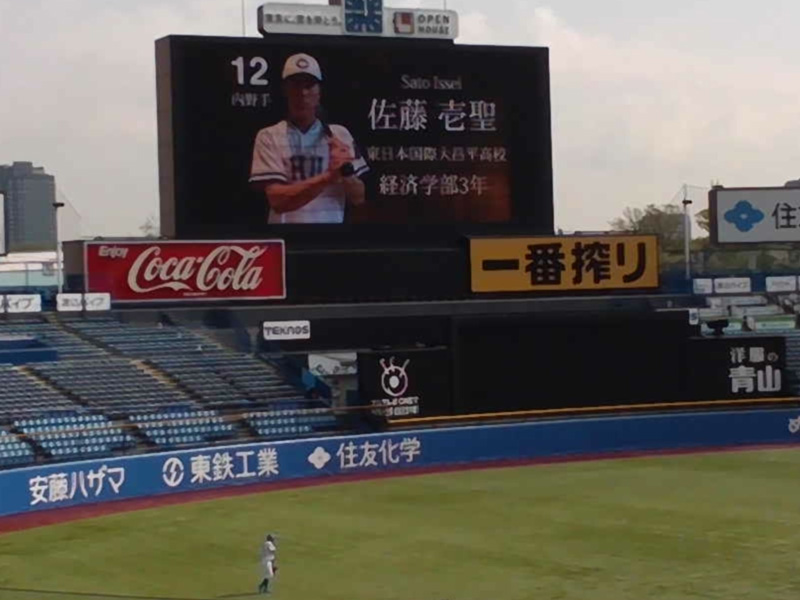 OPEN
HOUSE
12
内野手
Sato Issei
佐藤 壱聖
東日本国際大昌平高校
経済学部3年
C
Enjoy
Coca-Cola
一番搾り
住
TEKNOS
洋服の
青山
安藤ハザマ
東鉄工業
住友化学